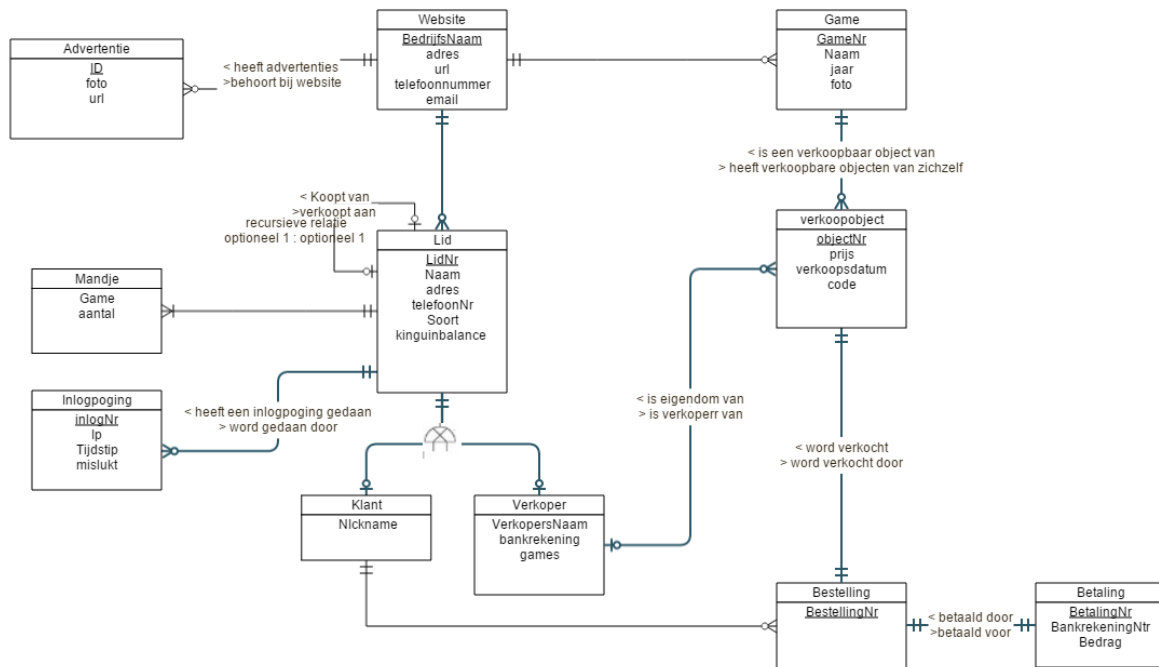 Website
BedrijfsNaam
adres
url
telefoonnummer
email
Game
GameNr
Naam
jaar
foto
Advertentie
ID
foto
url
< heeft advertenties
>behoort bij website
< is een verkoopbaar object van
> heeft verkoopbare objecten van zichzelf
< Koopt van
>verkoopt aan
recursieve relatie
optioneel 1 : optioneel 1
verkoopobject
objectNr
prijs
verkoopsdatum
code
Lid
LidNr
Naam
adres
telefoonNr
Soort
kinguinbalance
Mandje
Game
aantal
Inlogpoging
inlogNr
Ip
Tijdstip
mislukt
< heeft een inlogpoging gedaan
> word gedaan door
< is eigendom van
> is verkoperr van
< word verkocht
> word verkocht door
Klant
NIckname
Verkoper
VerkopersNaam
bankrekening
games
Bestelling
BestellingNr
< betaald door
>betaald voor
Betaling
BetalingNr
BankrekeningNtr
Bedrag